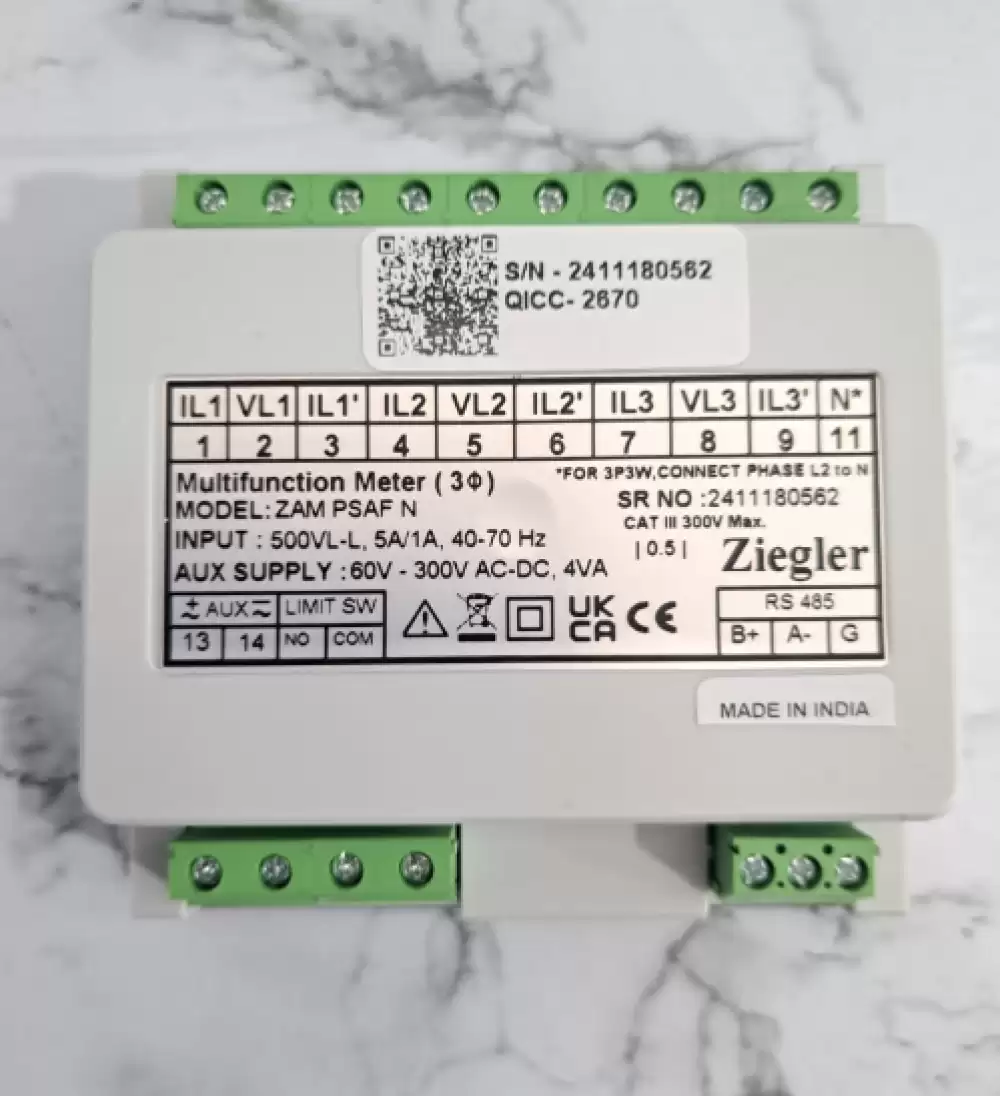 S/N - 2411180562
QICC- 2670
IL1 VL1 IL1' IL2 VL2 IL2' IL3 VL3 IL3' N*
1 2 3 4 5 6 7 8 9 11
Multifunction Meter ( 3Φ)
*FOR 3P3W,CONNECT PHASE L2 to N
MODEL: ZAM PSAF N
SR NO :2411180562
CAT III 300V Max.
INPUT : 500VL-L, 5A/1A, 40-70 Hz
| 0.5 |
Ziegler
AUX SUPPLY :60V - 300V AC-DC, 4VA
AUX LIMIT SW
13 14 NO COM
UK
CA CE
RS 485
B+ A- G
MADE IN INDIA